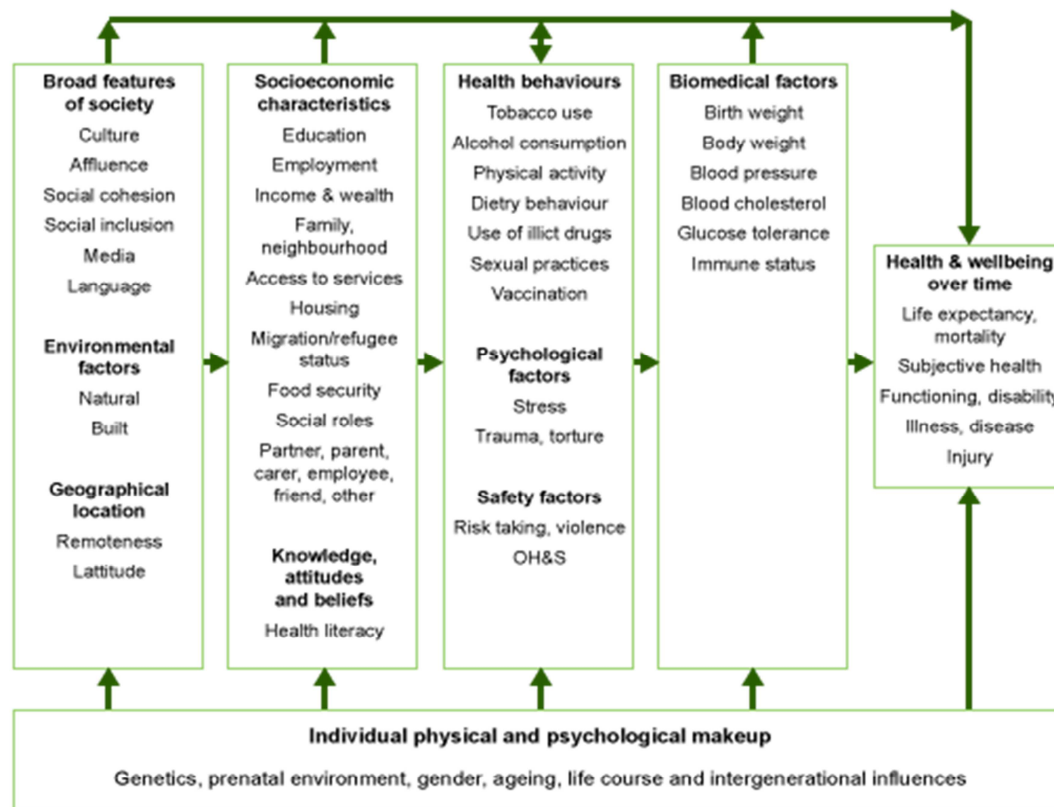 Broad features
of society
Culture
Affluence
Social cohesion
Social inclusion
Media
Language
Environmental
factors
Natural
Built
Geographical
location
Remoteness
Lattitude
Socioeconomic
characteristics
Education
Employment
Income & wealth
Family,
neighbourhood
Access to services
Housing
Migration/refugee
status
Food security
Social roles
Partner, parent,
carer, employee,
friend, other
Knowledge,
attitudes
and beliefs
Health literacy
Health behaviours
Tobacco use
Alcohol consumption
Physical activity
Dietry behaviour
Use of illict drugs
Sexual practices
Vaccination
Psychological
factors
Stress
Trauma, torture
Safety factors
Risk taking, violence
OH&S
Biomedical factors
Birth weight
Body weight
Blood pressure
Blood cholesterol
Glucose tolerance
Immune status
Health & wellbeing
over time
Life expectancy,
mortality
Subjective health
Functioning, disability
Illness, disease
Injury
Individual physical and psychological makeup
Genetics, prenatal environment, gender, ageing, life course and intergenerational influences